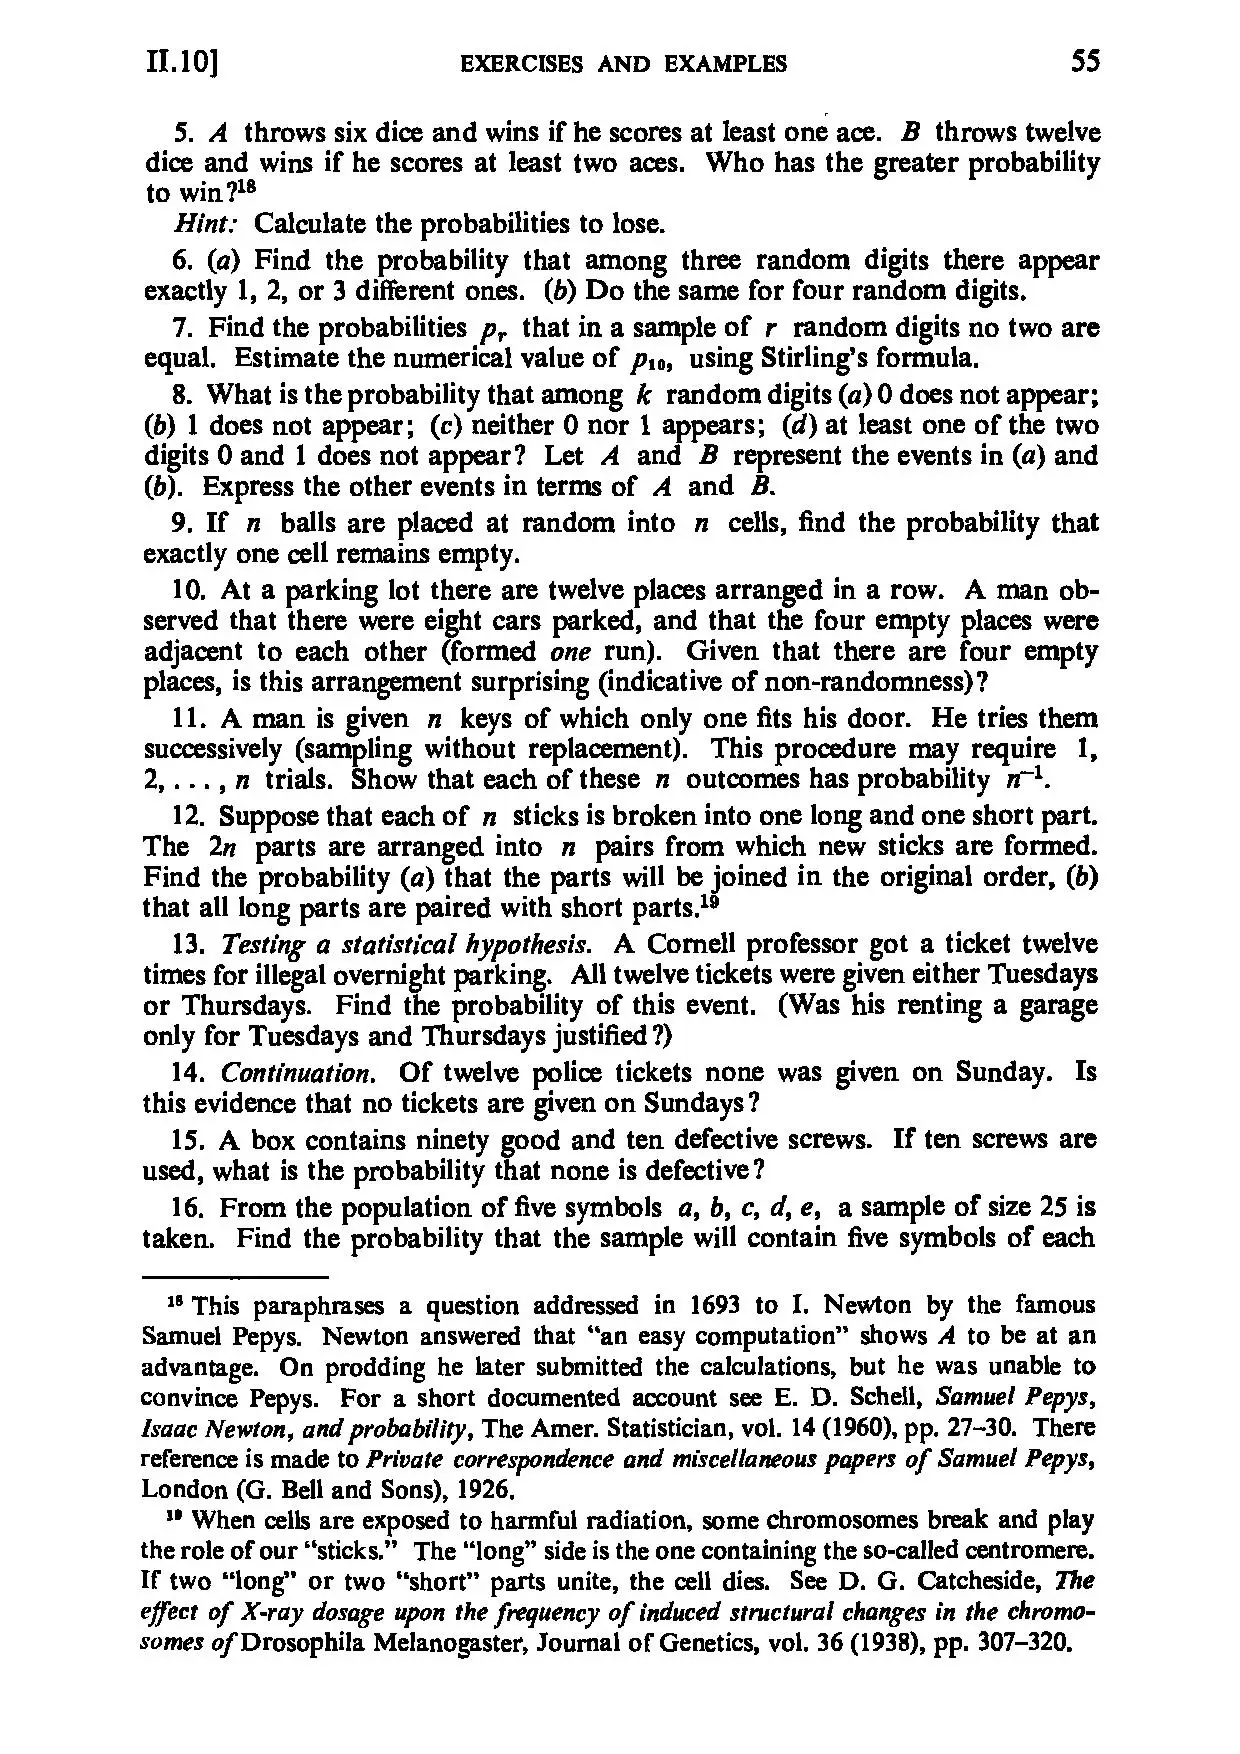 II.10] EXERCISES AND EXAMPLES 55
5. A throws six dice and wins if he scores at least one ace. B throws twelve
dice and wins if he scores at least two aces. Who has the greater probability
to win?¹⁸
Hint: Calculate the probabilities to lose.
6. (a) Find the probability that among three random digits there appear
exactly 1, 2, or 3 different ones. (b) Do the same for four random digits.
7. Find the probabilities pᵣ that in a sample of r random digits no two are
equal. Estimate the numerical value of p₁₀, using Stirling's formula.
8. What is the probability that among k random digits (a) 0 does not appear;
(b) 1 does not appear; (c) neither 0 nor 1 appears; (d) at least one of the two
digits 0 and 1 does not appear? Let A and B represent the events in (a) and
(b). Express the other events in terms of A and B.
9. If n balls are placed at random into n cells, find the probability that
exactly one cell remains empty.
10. At a parking lot there are twelve places arranged in a row. A man ob-
served that there were eight cars parked, and that the four empty places were
adjacent to each other (formed one run). Given that there are four empty
places, is this arrangement surprising (indicative of non-randomness)?
11. A man is given n keys of which only one fits his door. He tries them
successively (sampling without replacement). This procedure may require 1,
2, . . . , n trials. Show that each of these n outcomes has probability n⁻¹.
12. Suppose that each of n sticks is broken into one long and one short part.
The 2n parts are arranged into n pairs from which new sticks are formed.
Find the probability (a) that the parts will be joined in the original order, (b)
that all long parts are paired with short parts.¹⁹
13. Testing a statistical hypothesis. A Cornell professor got a ticket twelve
times for illegal overnight parking. All twelve tickets were given either Tuesdays
or Thursdays. Find the probability of this event. (Was his renting a garage
only for Tuesdays and Thursdays justified?)
14. Continuation. Of twelve police tickets none was given on Sunday. Is
this evidence that no tickets are given on Sundays?
15. A box contains ninety good and ten defective screws. If ten screws are
used, what is the probability that none is defective?
16. From the population of five symbols a, b, c, d, e, a sample of size 25 is
taken. Find the probability that the sample will contain five symbols of each
¹⁸ This paraphrases a question addressed in 1693 to I. Newton by the famous
Samuel Pepys. Newton answered that "an easy computation" shows A to be at an
advantage. On prodding he later submitted the calculations, but he was unable to
convince Pepys. For a short documented account see E. D. Schell, Samuel Pepys,
Isaac Newton, and probability, The Amer. Statistician, vol. 14 (1960), pp. 27–30. There
reference is made to Private correspondence and miscellaneous papers of Samuel Pepys,
London (G. Bell and Sons), 1926.
¹⁹ When cells are exposed to harmful radiation, some chromosomes break and play
the role of our "sticks." The "long" side is the one containing the so-called centromere.
If two "long" or two "short" parts unite, the cell dies. See D. G. Catcheside, The
effect of X-ray dosage upon the frequency of induced structural changes in the chromo-
somes of Drosophila Melanogaster, Journal of Genetics, vol. 36 (1938), pp. 307–320.